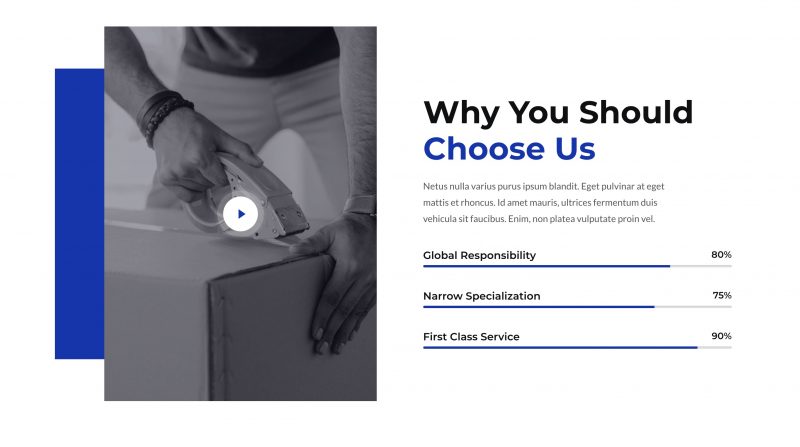 Why You Should
Choose Us
Netus nulla varius purus ipsum blandit. Eget pulvinar at eget
mattis et rhoncus. Id amet mauris, ultrices fermentum duis
vehicula sit faucibus. Enim, non platea vulputate proin vel.
Global Responsibility 80%
Narrow Specialization 75%
First Class Service 90%